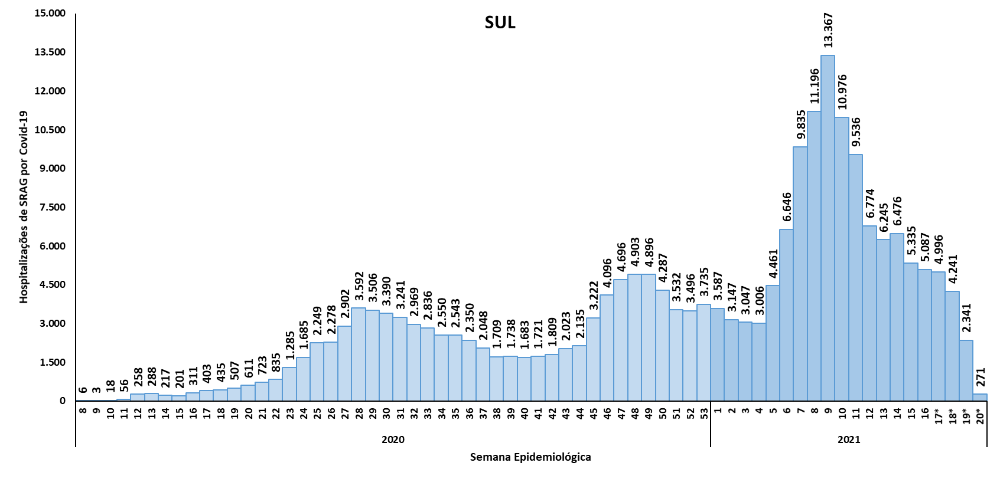 SUL
Hospitalizações de SRAG por Covid-19
15.000
13.500
12.000
10.500
9.000
7.500
6.000
4.500
3.000
1.500
0
6 3 18 56 258 288 217 201 311 403 435 507 611 723 835 1.285 1.685 2.249 2.278 2.902 3.592 3.506 3.390 3.241 2.969 2.836 2.550 2.543 2.350 2.048 1.709 1.738 1.683 1.721 1.809 2.023 2.135 3.222 4.096 4.696 4.903 4.896 4.287 3.532 3.496 3.735 3.587 3.147 3.047 3.006 4.461 6.646 9.835 11.196 13.367 10.976 9.536 6.774 6.245 6.476 5.335 5.087 4.996 4.241 2.341 271
8 9 10 11 12 13 14 15 16 17 18 19 20 21 22 23 24 25 26 27 28 29 30 31 32 33 34 35 36 37 38 39 40 41 42 43 44 45 46 47 48 49 50 51 52 53 1 2 3 4 5 6 7 8 9 10 11 12 13 14 15 16 17* 18* 19* 20*
2020 2021
Semana Epidemiológica